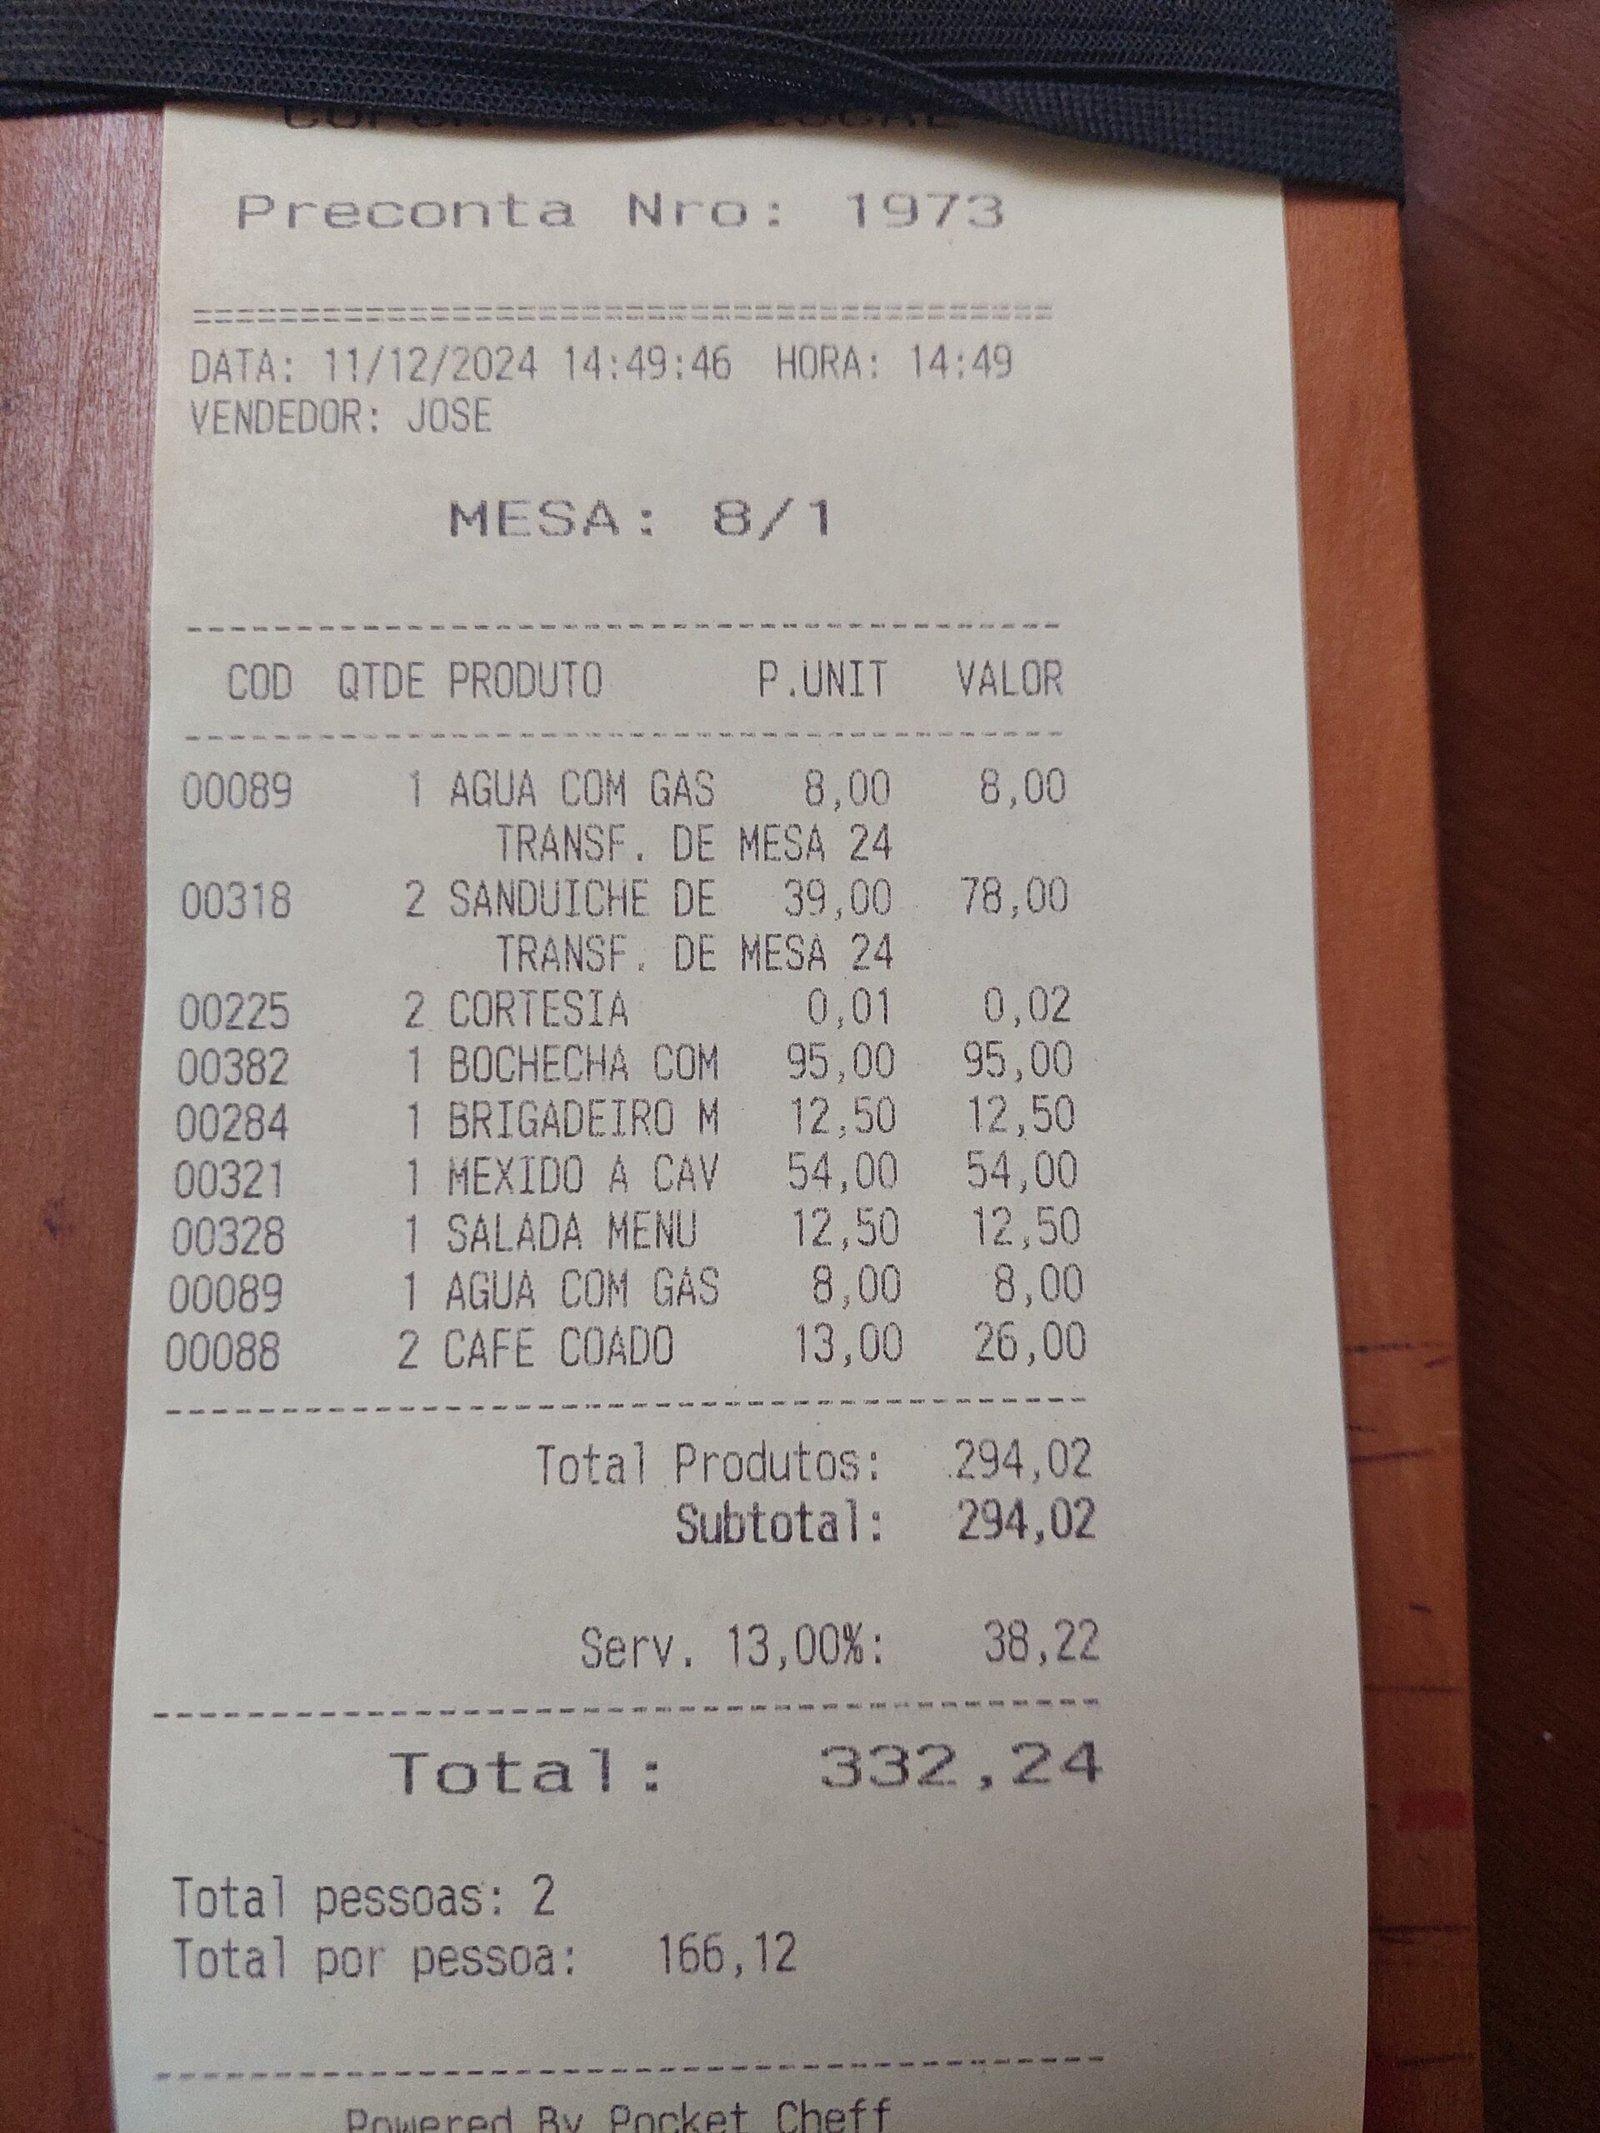 Preconta Nro: 1973
DATA: 11/12/2024 14:49:46 HORA: 14:49
VENDEDOR: JOSE
MESA: 8/1
COD QTDE PRODUTO P.UNIT VALOR
00089 1 AGUA COM GAS 8,00 8,00
TRANSF. DE MESA 24
00318 2 SANDUICHE DE 39,00 78,00
TRANSF. DE MESA 24
00225 2 CORTESIA 0,01 0,02
00382 1 BOCHECHA COM 95,00 95,00
00284 1 BRIGADEIRO M 12,50 12,50
00321 1 MEXIDO A CAV 54,00 54,00
00328 1 SALADA MENU 12,50 12,50
00089 1 AGUA COM GAS 8,00 8,00
00088 2 CAFE COADO 13,00 26,00
Total Produtos: 294,02
Subtotal: 294,02
Serv. 13,00%: 38,22
Total: 332,24
Total pessoas: 2
Total por pessoa: 166,12
Powered By Pocket Cheff